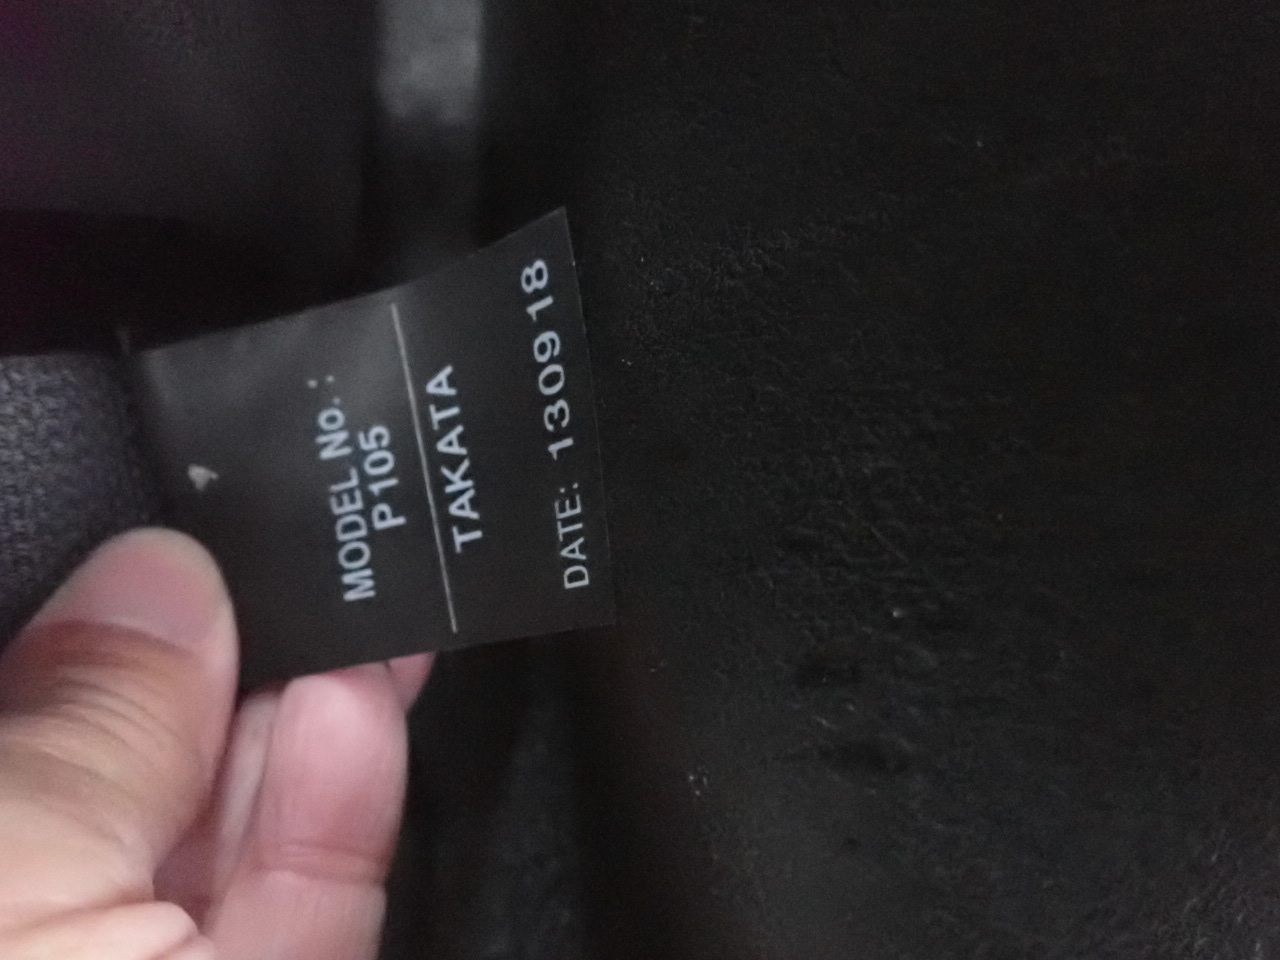 MODEL No.:
P105
TAKATA
DATE: 130918